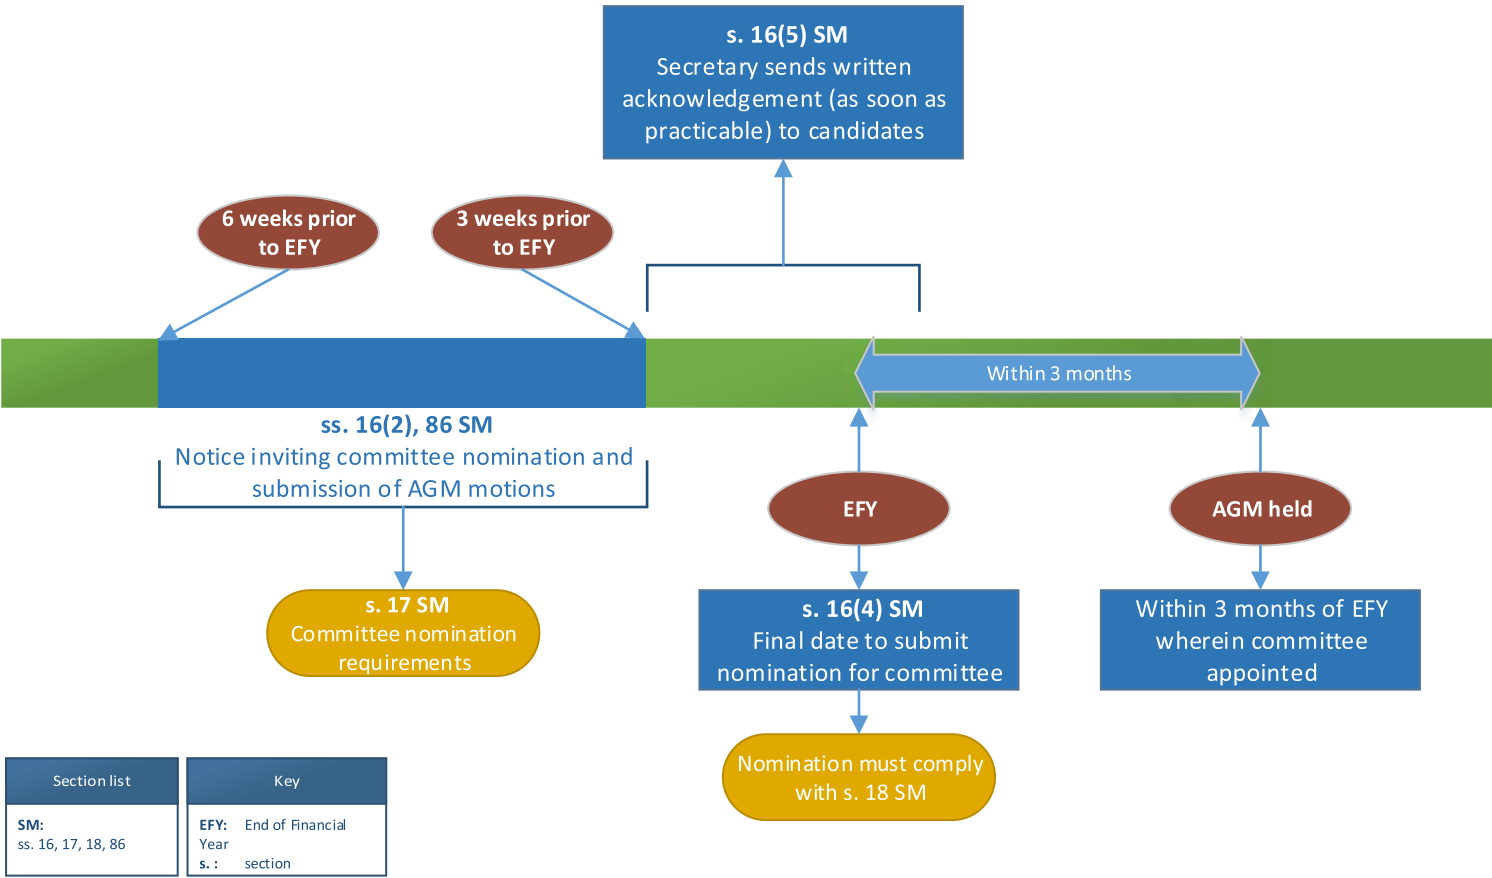 s. 16(5) SM
Secretary sends written
acknowledgement (as soon as
practicable) to candidates
6 weeks prior
to EFY
3 weeks prior
to EFY
Within 3 months
ss. 16(2), 86 SM
Notice inviting committee nomination and
submission of AGM motions
EFY
AGM held
s. 17 SM
Committee nomination
requirements
s. 16(4) SM
Final date to submit
nomination for committee
Within 3 months of EFY
wherein committee
appointed
Nomination must comply
with s. 18 SM
Section list
SM:
ss. 16, 17, 18, 86
Key
EFY: End of Financial
Year
s. : section